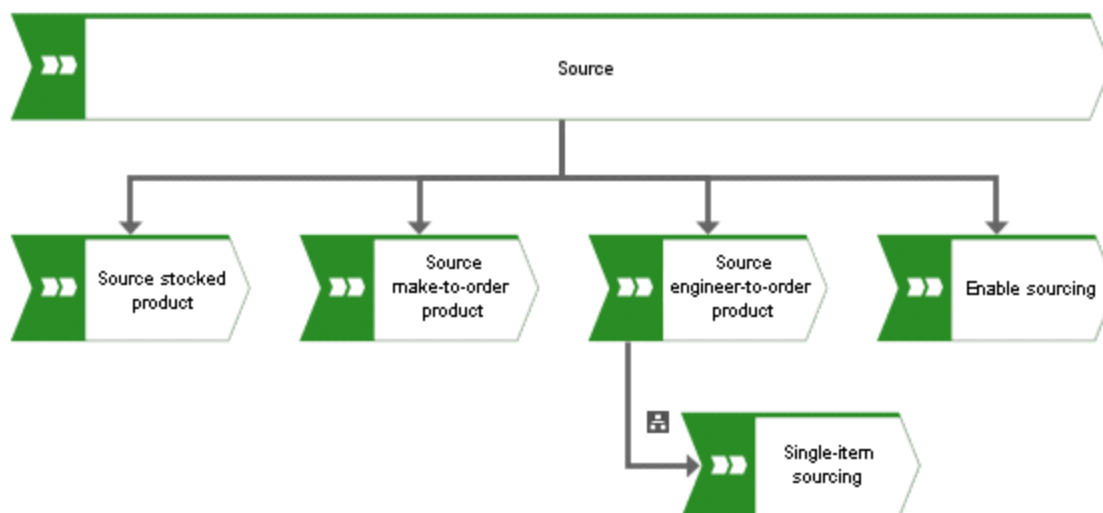 Source
Source stocked
product
Source
make-to-order
product
Source
engineer-to-order
product
Enable sourcing
Single-item
sourcing